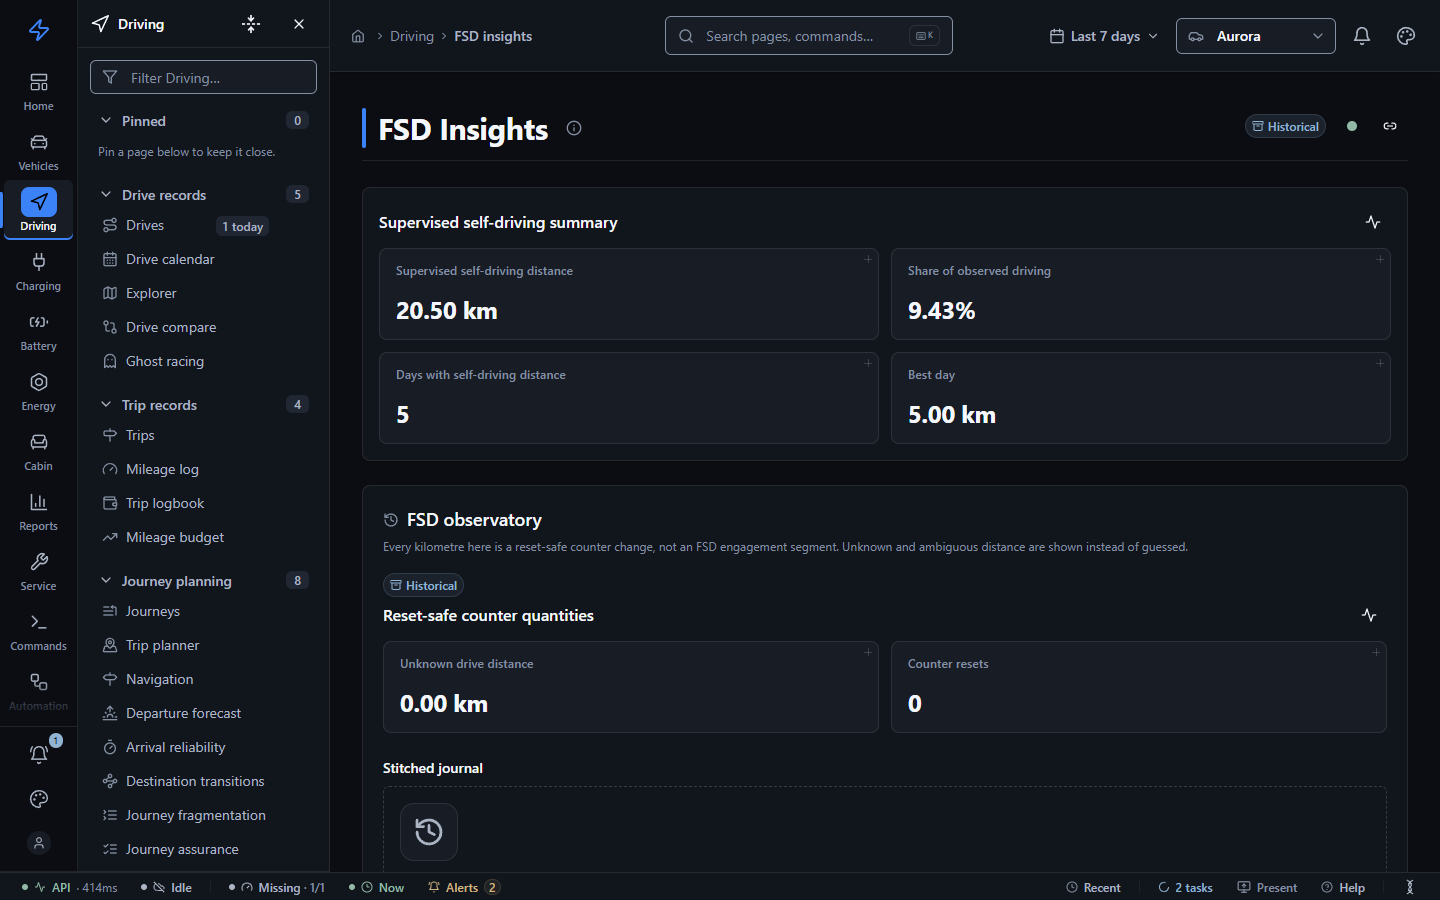 Driving
Driving
FSD insights
Search pages, commands...
K
Last 7 days
Aurora
Home
Vehicles
Driving
Charging
Battery
Energy
Cabin
Reports
Service
Commands
Automation
1
Filter Driving...
Pinned
0
Pin a page below to keep it close.
Drive records
5
Drives
1 today
Drive calendar
Explorer
Drive compare
Ghost racing
Trip records
4
Trips
Mileage log
Trip logbook
Mileage budget
Journey planning
8
Journeys
Trip planner
Navigation
Departure forecast
Arrival reliability
Destination transitions
Journey fragmentation
Journey assurance
FSD Insights
Historical
Supervised self-driving summary
Supervised self-driving distance
20.50 km
Share of observed driving
9.43%
Days with self-driving distance
5
Best day
5.00 km
FSD observatory
Every kilometre here is a reset-safe counter change, not an FSD engagement segment. Unknown and ambiguous distance are shown instead of guessed.
Historical
Reset-safe counter quantities
Unknown drive distance
0.00 km
Counter resets
0
Stitched journal
API · 414ms
Idle
Missing · 1/1
Now
Alerts 2
Recent
2 tasks
Present
Help